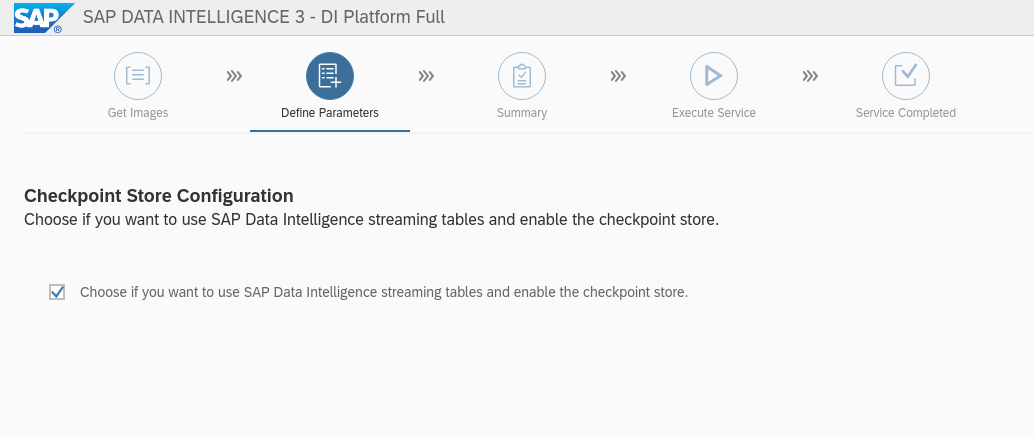 SAP ® SAP DATA INTELLIGENCE 3 - DI Platform Full
Get Images
Define Parameters
Summary
Execute Service
Service Completed
Checkpoint Store Configuration
Choose if you want to use SAP Data Intelligence streaming tables and enable the checkpoint store.
Choose if you want to use SAP Data Intelligence streaming tables and enable the checkpoint store.